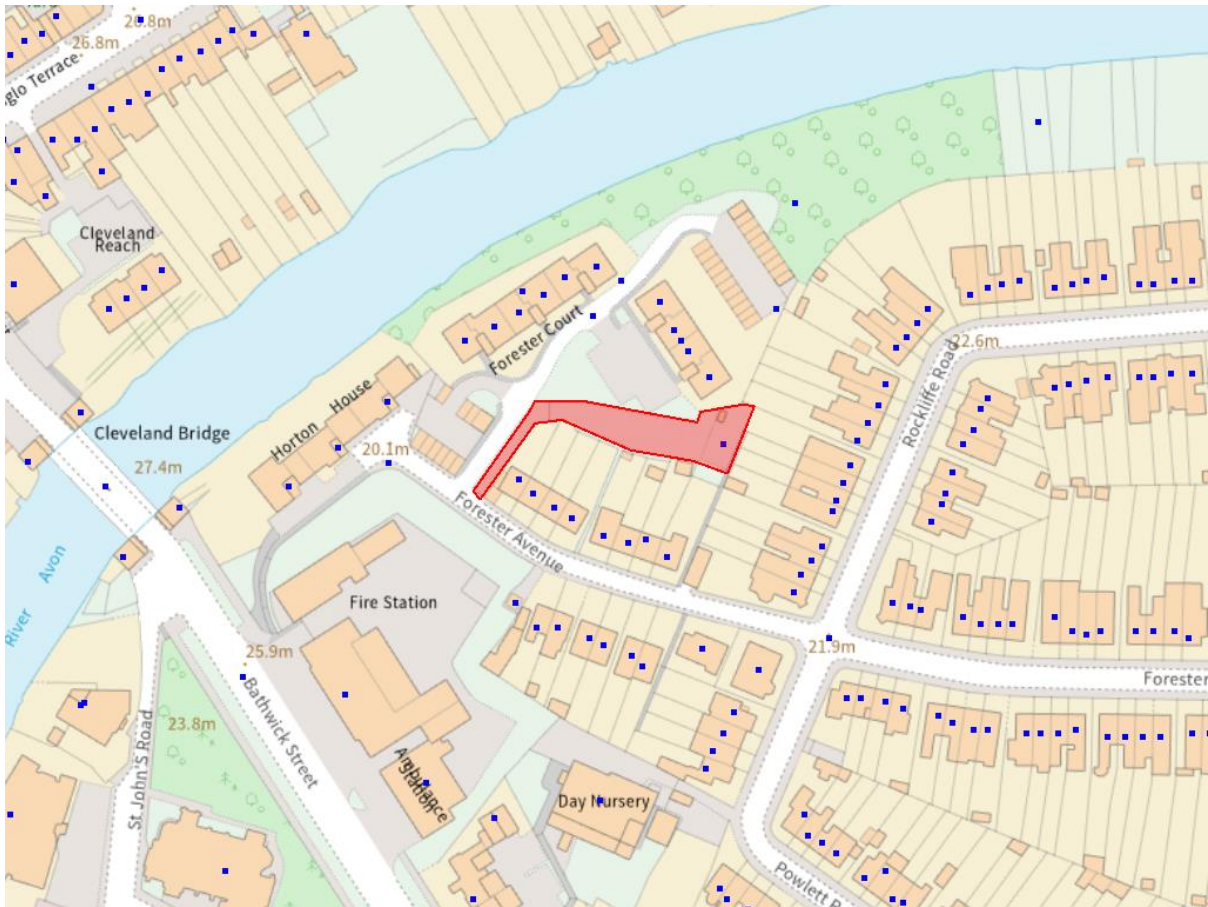 26.8m
26.8m
Cleveland
Reach
Forester Court
Horton House
Cleveland Bridge
27.4m
20.1m
22.6m
Rockliffe Road
Forester Avenue
River Avon
Fire Station
25.9m
21.9m
Forester
23.8m
Bathwick Street
St John'S Road
Ambulance
Station
Day Nursery
Powlett